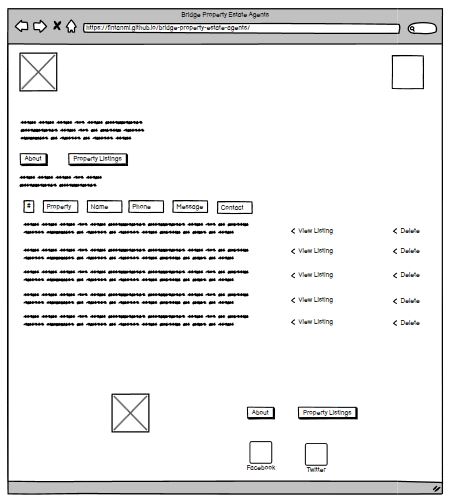 Bridge Property Estate Agents
https://fintanml.github.io/bridge-property-estate-agents/
About Property Listings
# Property Name Phone Message Contact
< View Listing < Delete
< View Listing < Delete
< View Listing < Delete
< View Listing < Delete
< View Listing < Delete
About Property Listings
Facebook Twitter